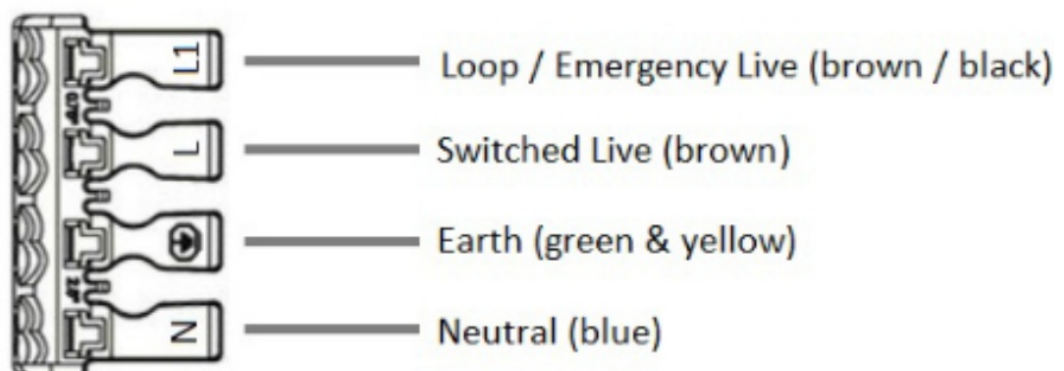 L1
Loop / Emergency Live (brown / black)
L
Switched Live (brown)
Earth (green & yellow)
N
Neutral (blue)